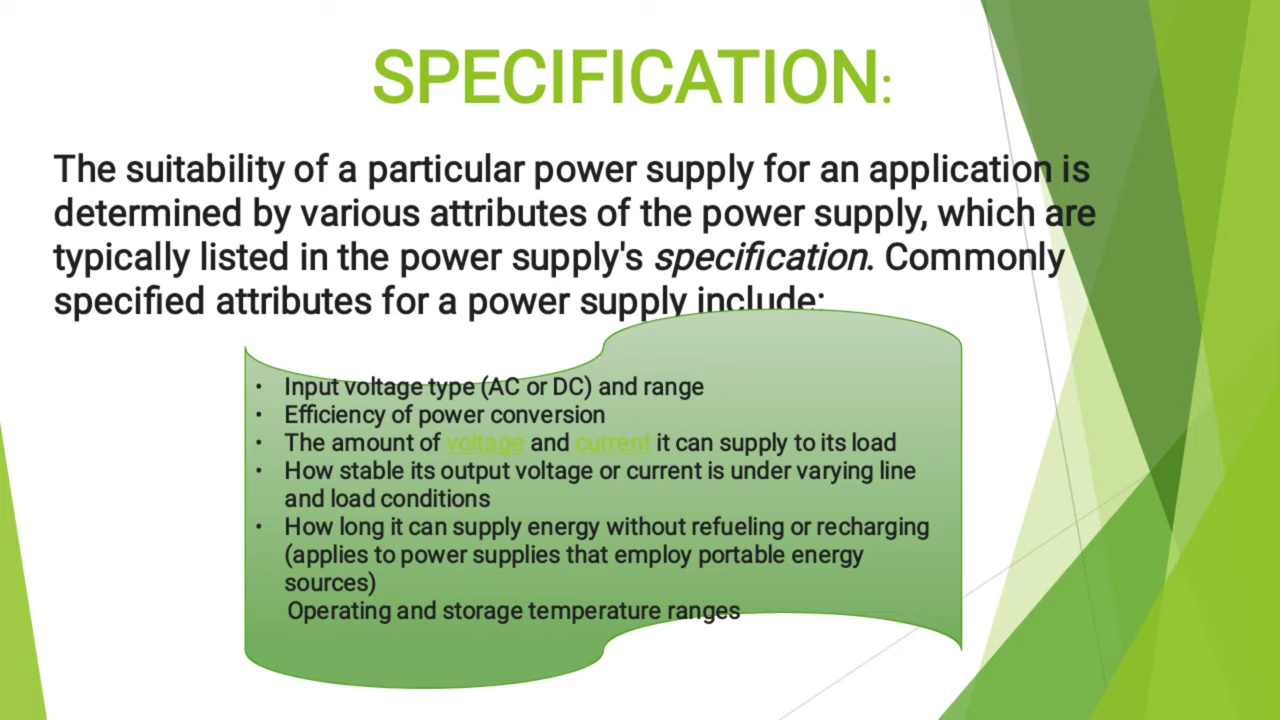 SPECIFICATION:
The suitability of a particular power supply for an application is
determined by various attributes of the power supply, which are
typically listed in the power supply's specification. Commonly
specified attributes for a power supply include:
• Input voltage type (AC or DC) and range
• Efficiency of power conversion
• The amount of voltage and current it can supply to its load
• How stable its output voltage or current is under varying line
and load conditions
• How long it can supply energy without refueling or recharging
(applies to power supplies that employ portable energy
sources)
Operating and storage temperature ranges